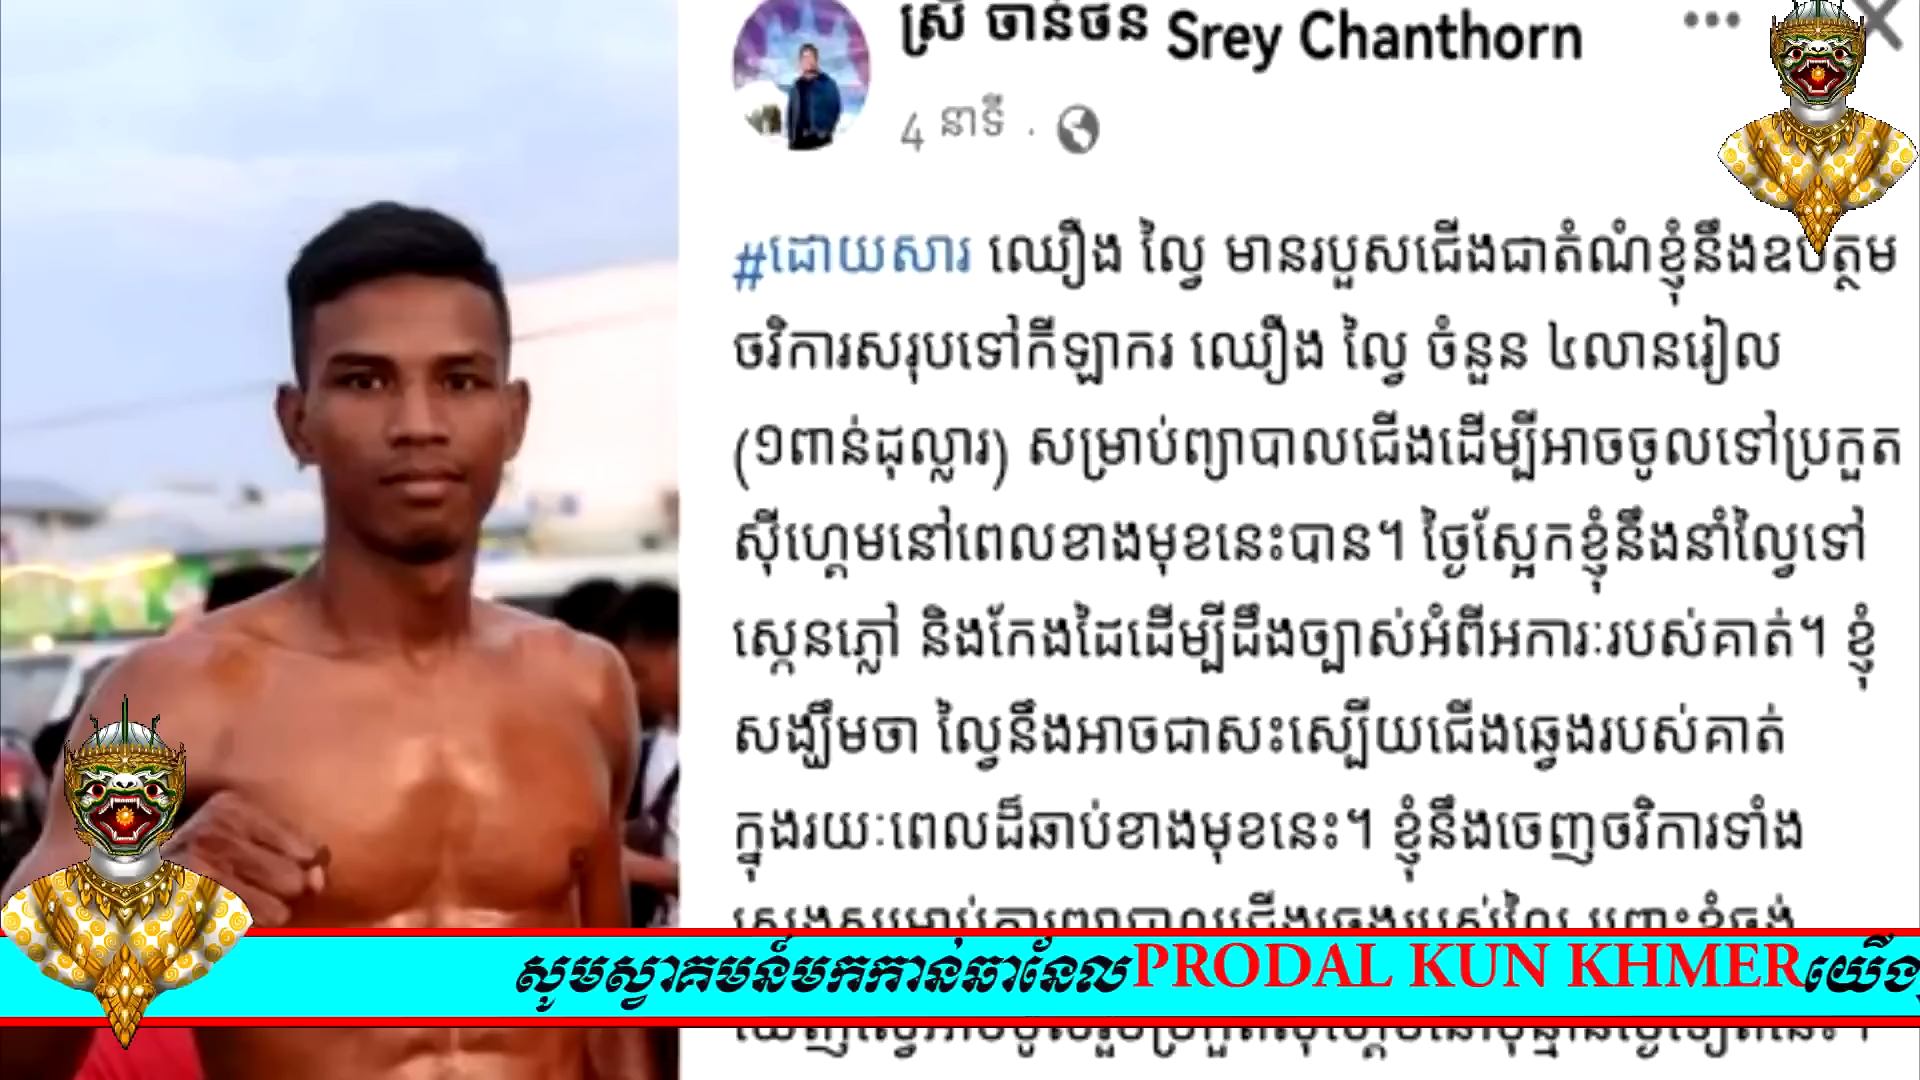 ស្រី ចាន់ថន Srey Chanthorn
4 នាទី ·
#ដោយសារ ឈឿង ល្វៃ មានរបួសជើងជាតំណំខ្ញុំនឹងឧបត្ថម
ចវិការសរុបទៅកីឡាករ ឈឿង ល្វៃ ចំនួន ៤លានរៀល
(១ពាន់ដុល្លារ) សម្រាប់ព្យាបាលជើងដើម្បីអាចចូលទៅប្រកួត
ស៊ីហ្គេមនៅពេលខាងមុខនេះបាន។ ថ្ងៃស្អែកខ្ញុំនឹងនាំល្វៃទៅ
ស្កេនភ្លៅ និងកែងដៃដើម្បីដឹងច្បាស់អំពីអការៈរបស់គាត់។ ខ្ញុំ
សង្ឃឹមថា ល្វៃនឹងអាចជាសះស្បើយជើងឆ្វេងរបស់គាត់
ក្នុងរយៈពេលដ៏ឆាប់ខាងមុខនេះ។ ខ្ញុំនឹងចេញចវិការទាំង
សូមស្វាគមន៍មកកាន់ឆានែលPRODAL KUN KHMERយើង